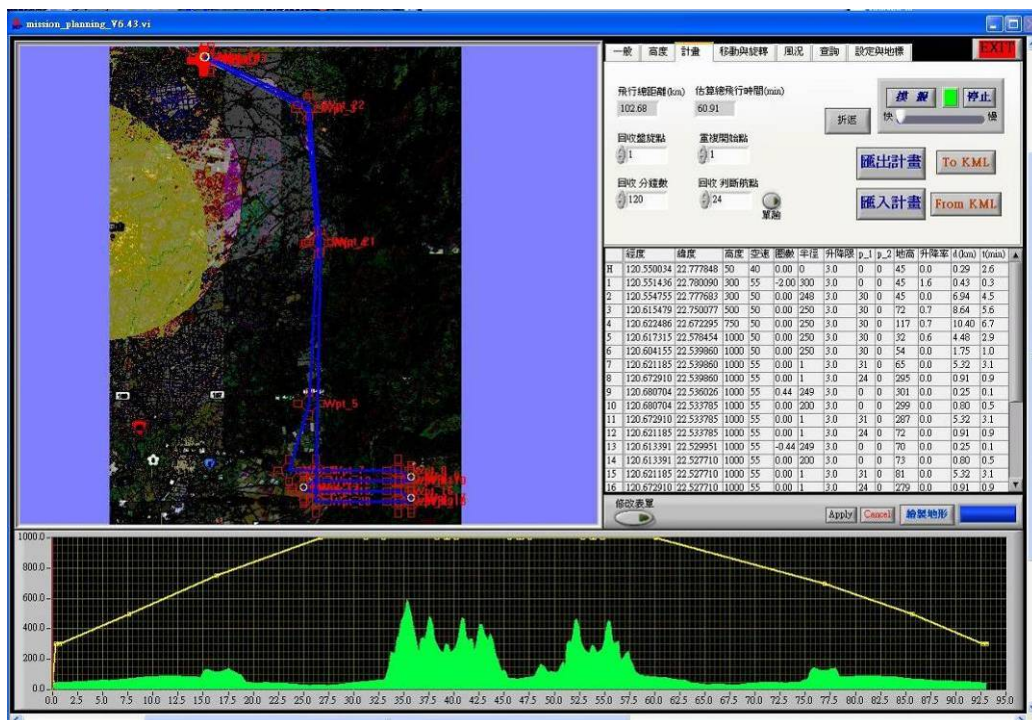 mission_planning_V6.43.vi
一般 高度 計畫 移動與旋轉 風況 查詢 設定與地標 EXIT
飛行總距離(km) 估算總飛行時間(min)
102.68 60.91
模擬 停止
快 慢
折返
回收盤旋點 重複開始點
1 1
匯出計畫 To KML
回收 分鐘數 回收 判斷航點
120 24
單趟
匯入計畫 From KML
Wpt_22
Wpt_21
Wpt_5
經度 緯度 高度 空速 圈數 半徑 升降限 p_1 p_2 地高 升降率 d(km) t(min)
H 120.550034 22.777848 50 40 0.00 0 3.0 0 0 45 0.0 0.29 2.6
1 120.551436 22.780090 300 55 -2.00 300 3.0 0 0 45 1.6 0.43 0.3
2 120.554755 22.777683 300 50 0.00 248 3.0 30 0 45 0.0 6.94 4.5
3 120.615479 22.750077 500 50 0.00 250 3.0 30 0 72 0.7 8.64 5.6
4 120.622486 22.672295 750 50 0.00 250 3.0 30 0 117 0.7 10.40 6.7
5 120.617315 22.578454 1000 50 0.00 250 3.0 30 0 32 0.6 4.48 2.9
6 120.604155 22.539860 1000 50 0.00 250 3.0 30 0 54 0.0 1.75 1.0
7 120.621185 22.539860 1000 55 0.00 1 3.0 31 0 65 0.0 5.32 3.1
8 120.672910 22.539860 1000 55 0.00 1 3.0 24 0 295 0.0 0.91 0.9
9 120.680704 22.536026 1000 55 0.44 249 3.0 0 0 301 0.0 0.25 0.1
10 120.680704 22.533785 1000 55 0.00 200 3.0 0 0 299 0.0 0.80 0.5
11 120.672910 22.533785 1000 55 0.00 1 3.0 31 0 287 0.0 5.32 3.1
12 120.621185 22.533785 1000 55 0.00 1 3.0 24 0 72 0.0 0.91 0.9
13 120.613391 22.529951 1000 55 -0.44 249 3.0 0 0 70 0.0 0.25 0.1
14 120.613391 22.527710 1000 55 0.00 200 3.0 0 0 73 0.0 0.80 0.5
15 120.621185 22.527710 1000 55 0.00 1 3.0 31 0 81 0.0 5.32 3.1
16 120.672910 22.527710 1000 55 0.00 1 3.0 24 0 279 0.0 0.91 0.9
修改表單
Apply Cancel 繪製地形
1000.0
800.0
600.0
400.0
200.0
0.0
0.0 2.5 5.0 7.5 10.0 12.5 15.0 17.5 20.0 22.5 25.0 27.5 30.0 32.5 35.0 37.5 40.0 42.5 45.0 47.5 50.0 52.5 55.0 57.5 60.0 62.5 65.0 67.5 70.0 72.5 75.0 77.5 80.0 82.5 85.0 87.5 90.0 92.5 95.0